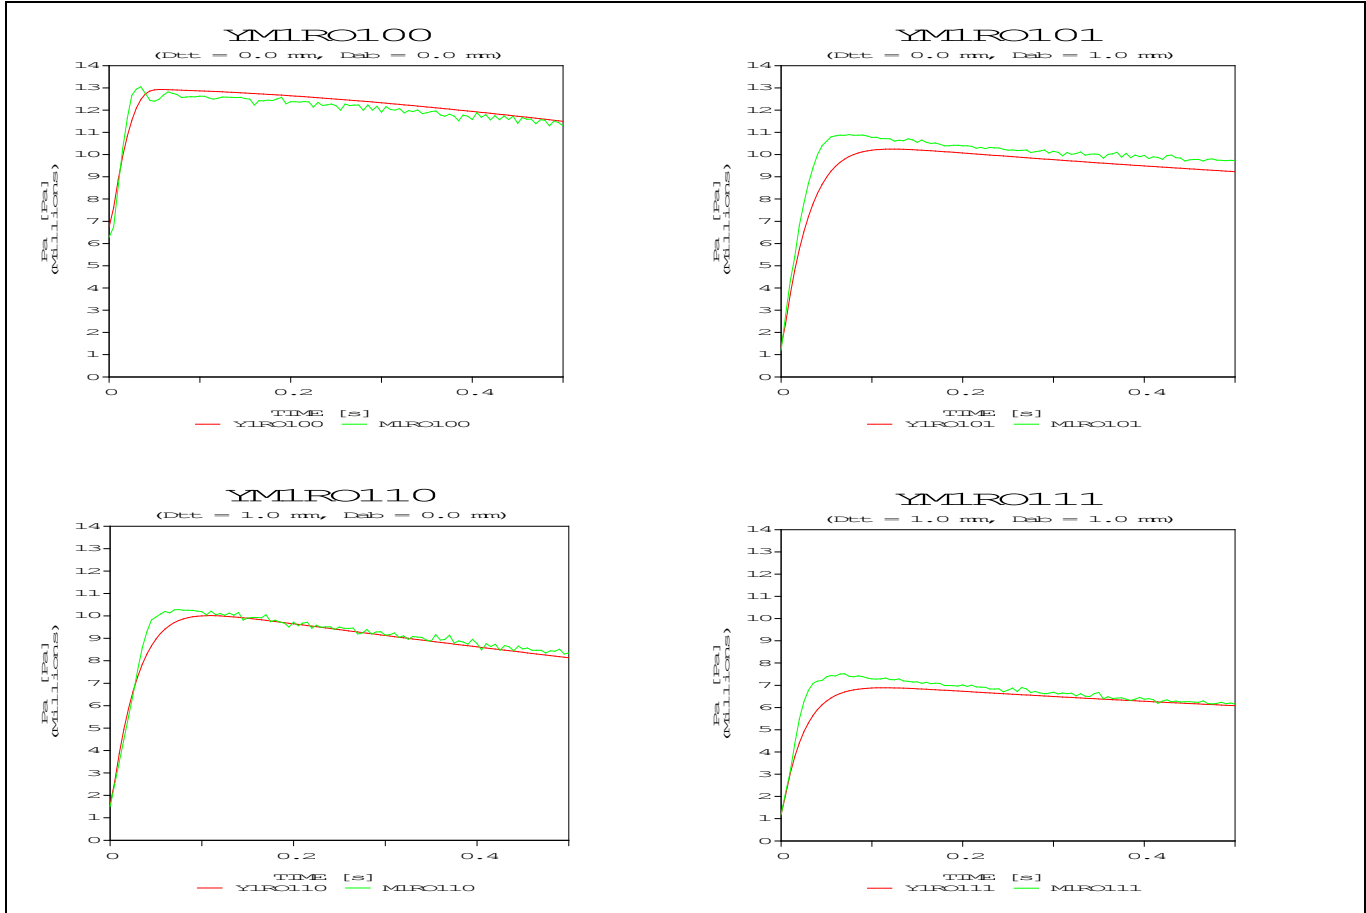 YM1RO100
(Dtt = 0.0 mm, Dab = 0.0 mm)
14
13
12
11
10
9
8
7
6
5
4
3
2
1
0
Pa [Pa]
(Millions)
0 0.2 0.4
TIME [s]
Y1RO100 M1RO100
YM1RO101
(Dtt = 0.0 mm, Dab = 1.0 mm)
14
13
12
11
10
9
8
7
6
5
4
3
2
1
0
Pa [Pa]
(Millions)
0 0.2 0.4
TIME [s]
Y1RO101 M1RO101
YM1RO110
(Dtt = 1.0 mm, Dab = 0.0 mm)
14
13
12
11
10
9
8
7
6
5
4
3
2
1
0
Pa [Pa]
(Millions)
0 0.2 0.4
TIME [s]
Y1RO110 M1RO110
YM1RO111
(Dtt = 1.0 mm, Dab = 1.0 mm)
14
13
12
11
10
9
8
7
6
5
4
3
2
1
0
Pa [Pa]
(Millions)
0 0.2 0.4
TIME [s]
Y1RO111 M1RO111